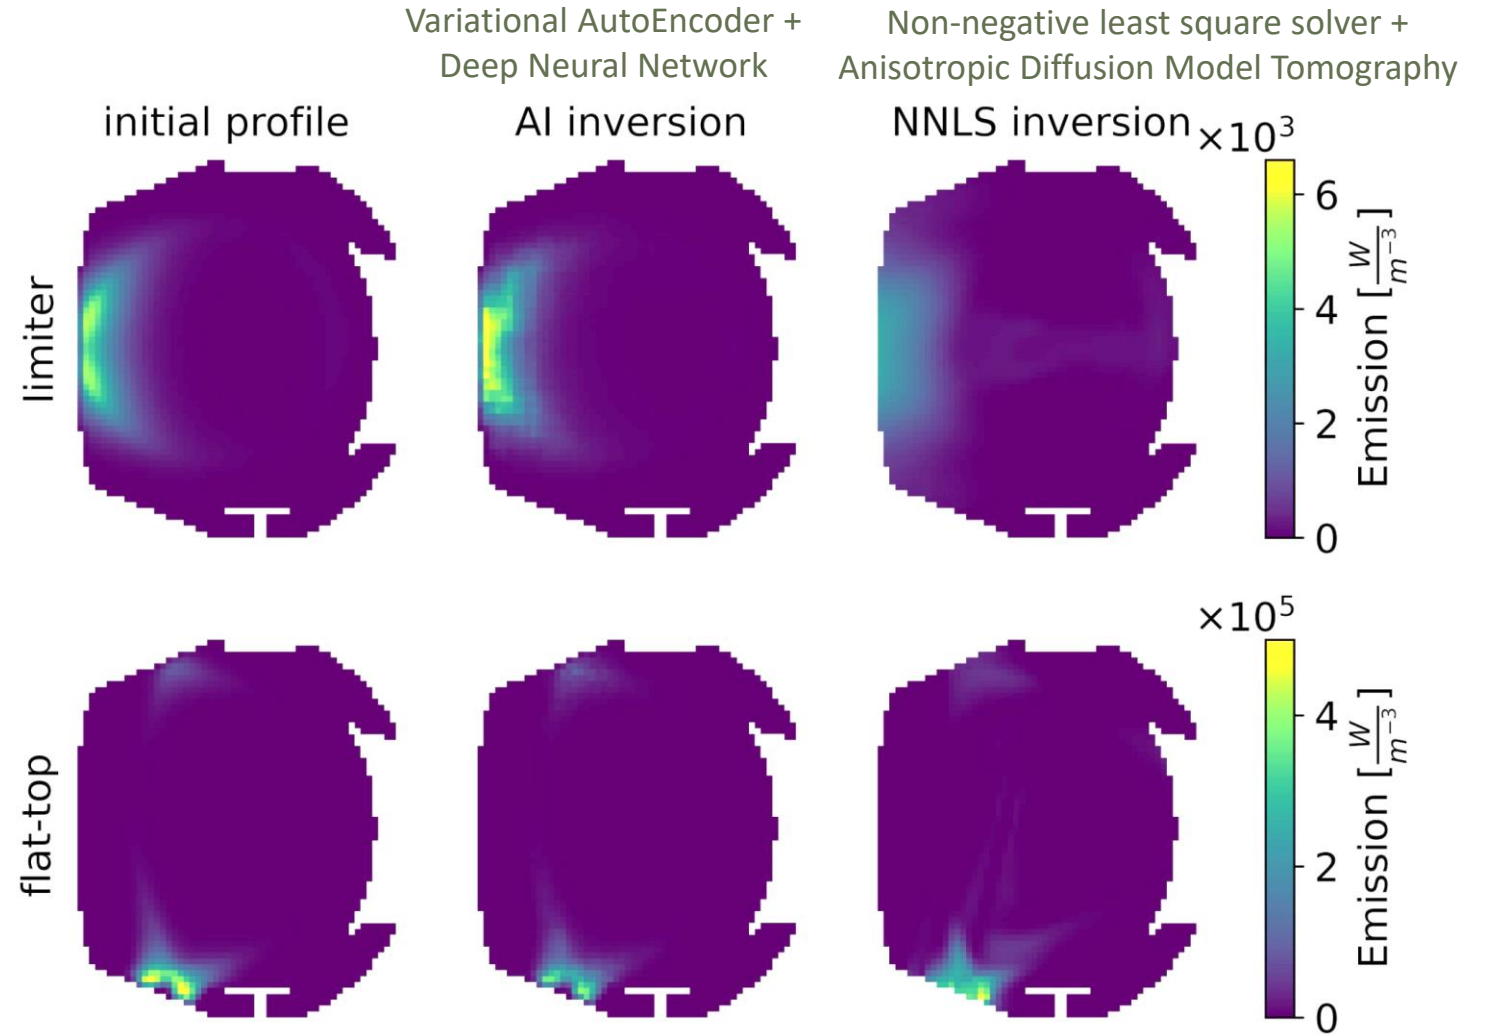 Variational AutoEncoder +
Deep Neural Network
Non-negative least square solver +
Anisotropic Diffusion Model Tomography
initial profile
AI inversion
NNLS inversion
×10³
6
4
2
0
Emission [W/m⁻³]
limiter
×10⁵
4
2
0
Emission [W/m⁻³]
flat-top